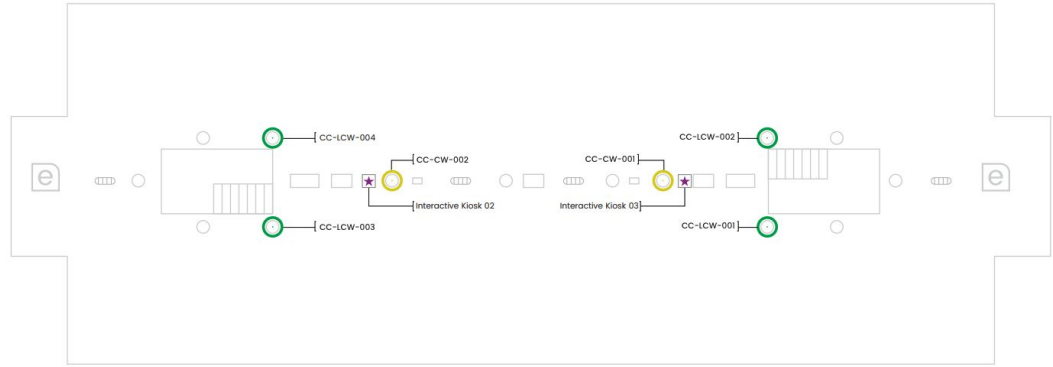 CC-LCW-004
CC-LCW-002
CC-CW-002
CC-CW-001
e
e
Interactive Kiosk 02
Interactive Kiosk 03
CC-LCW-003
CC-LCW-001